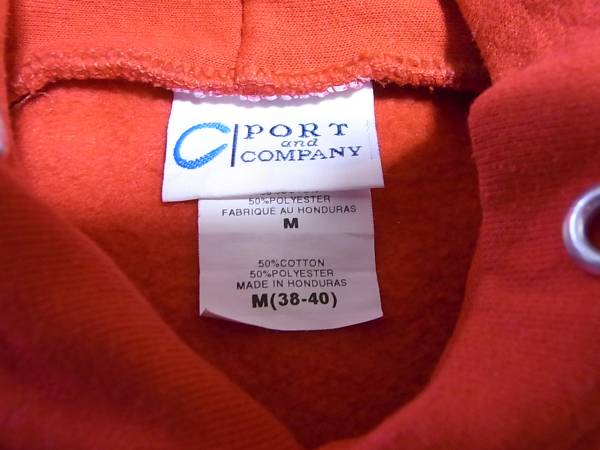 PORT
and
COMPANY
50%POLYESTER
FABRIQUE AU HONDURAS
M
50%COTTON
50%POLYESTER
MADE IN HONDURAS
M(38-40)